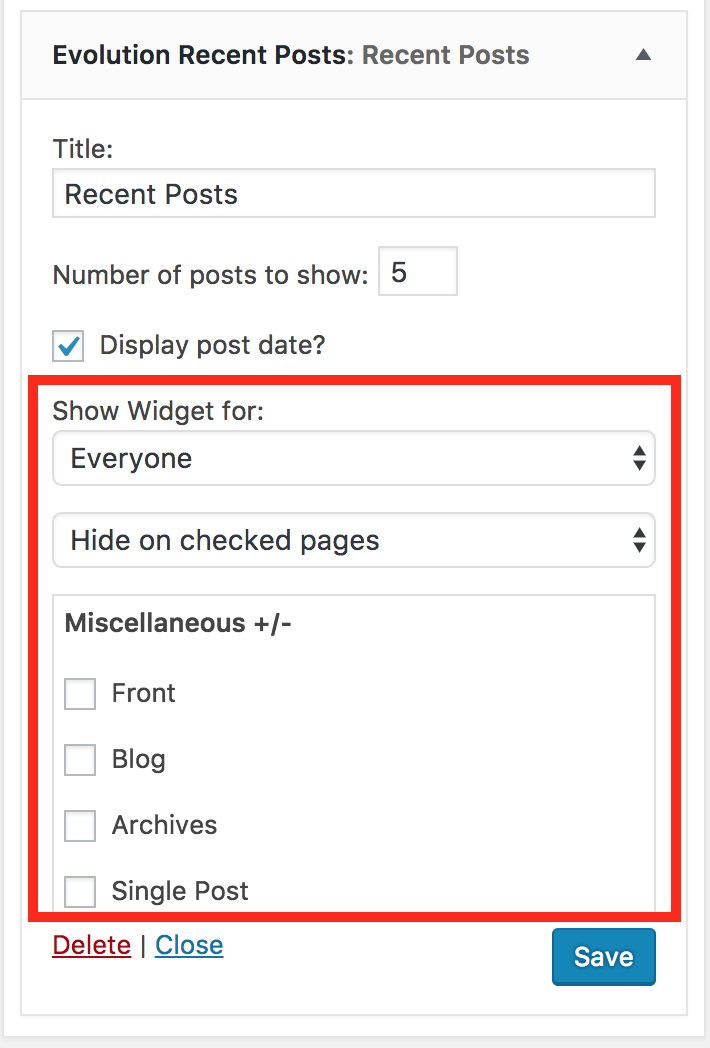 Evolution Recent Posts: Recent Posts
Title:
Recent Posts
Number of posts to show: 5
Display post date?
Show Widget for:
Everyone
Hide on checked pages
Miscellaneous +/-
Front
Blog
Archives
Single Post
Delete | Close
Save